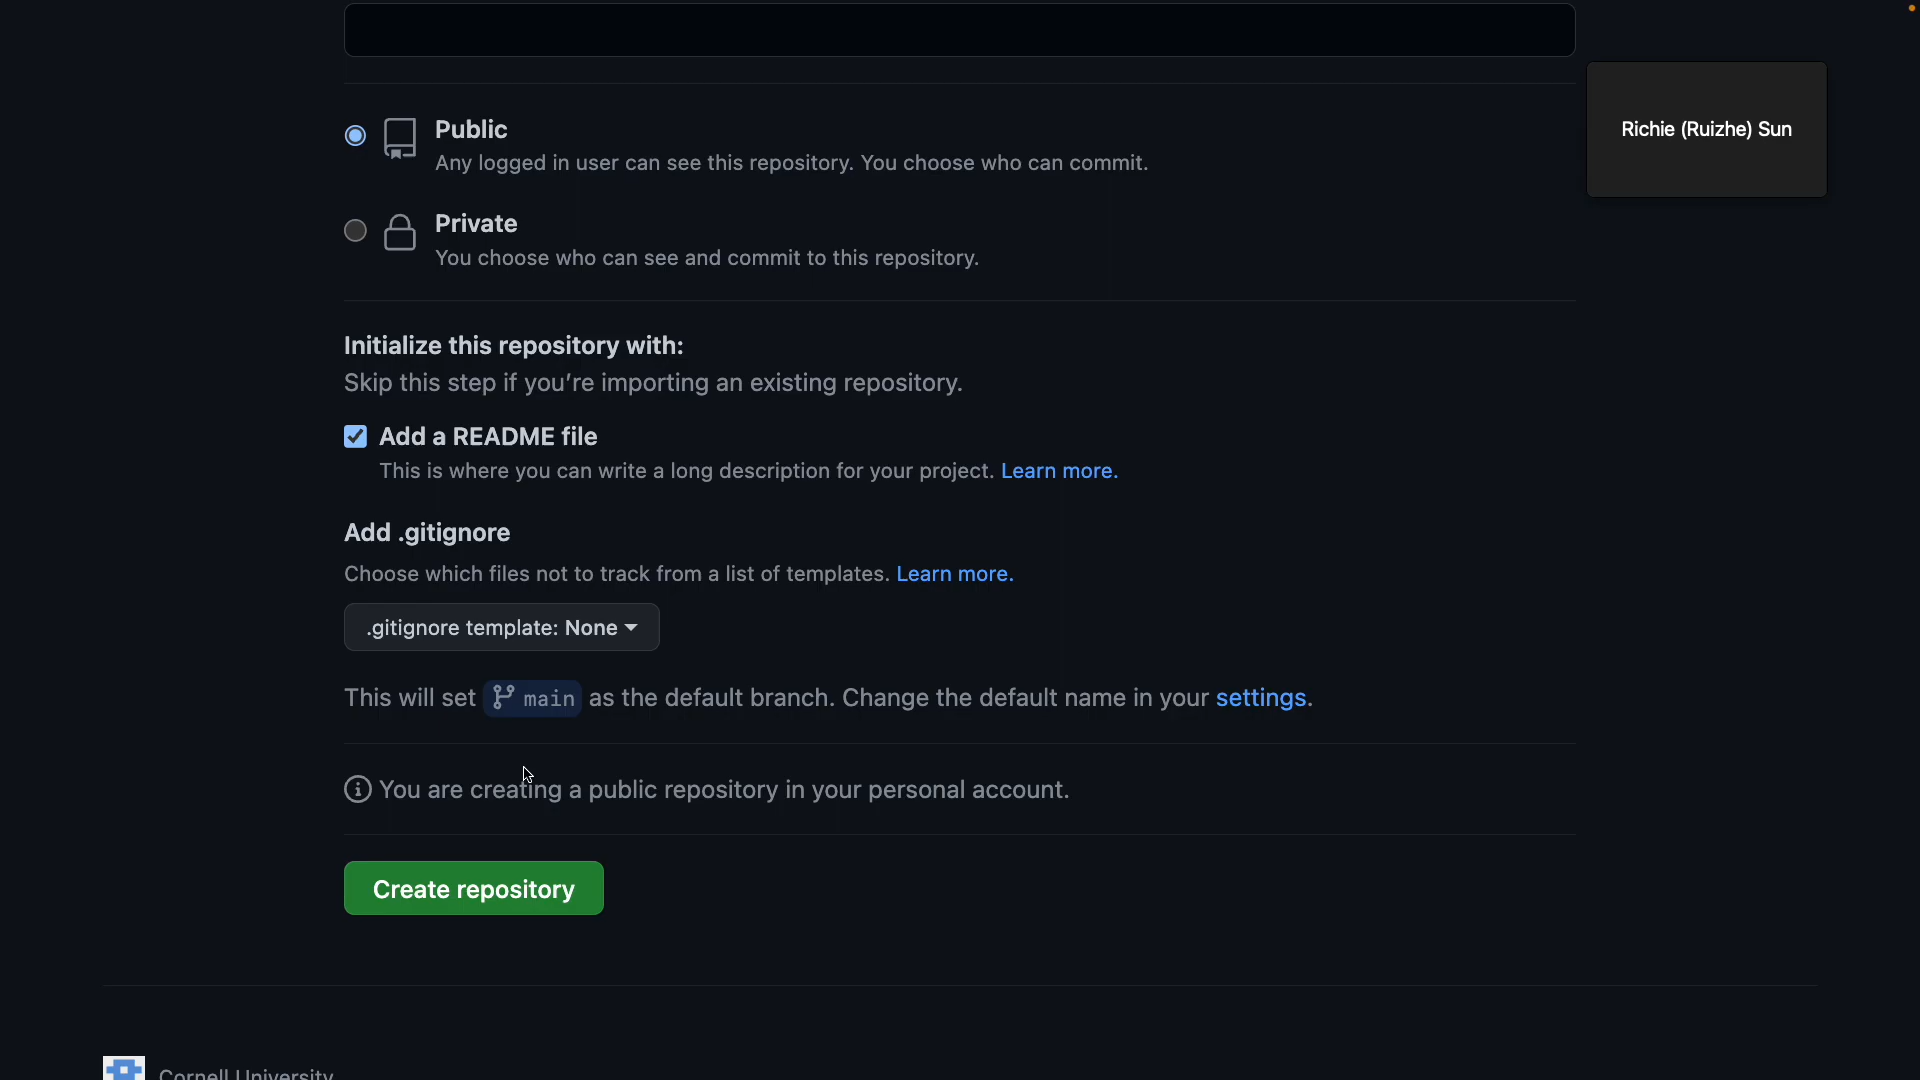 Richie (Ruizhe) Sun
Public
Any logged in user can see this repository. You choose who can commit.
Private
You choose who can see and commit to this repository.
Initialize this repository with:
Skip this step if you're importing an existing repository.
Add a README file
This is where you can write a long description for your project. Learn more.
Add .gitignore
Choose which files not to track from a list of templates. Learn more.
.gitignore template: None
This will set main as the default branch. Change the default name in your settings.
You are creating a public repository in your personal account.
Create repository
Cornell University